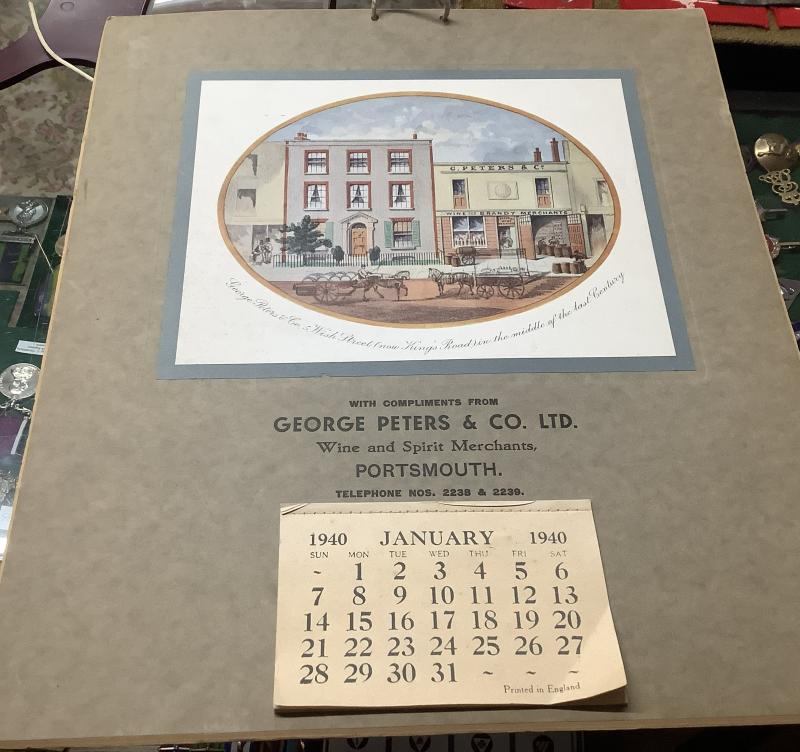 G. PETERS & Co.
WINE AND BRANDY MERCHANTS
George Peters & Co, Wish Street (now King's Road) in the middle of the last Century
WITH COMPLIMENTS FROM
GEORGE PETERS & CO. LTD.
Wine and Spirit Merchants,
PORTSMOUTH.
TELEPHONE NOS. 2238 & 2239.
1940 JANUARY 1940
SUN MON TUE WED THU FRI SAT
~ 1 2 3 4 5 6
7 8 9 10 11 12 13
14 15 16 17 18 19 20
21 22 23 24 25 26 27
28 29 30 31 ~ ~ ~
Printed in England